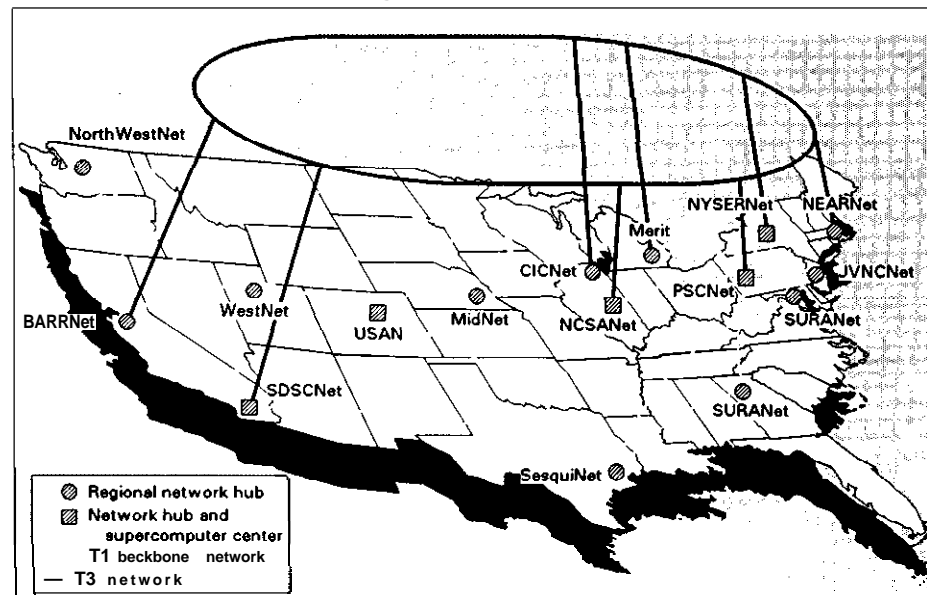 NorthWestNet
NYSERNet
NEARNet
Merit
CICNet
PSCNet
JVNCNet
BARRNet
WestNet
USAN
MidNet
NCSANet
SURANet
SDSCNet
SURANet
SesquiNet
Regional network hub
Network hub and
supercomputer center
T1 beckbone network
— T3 network